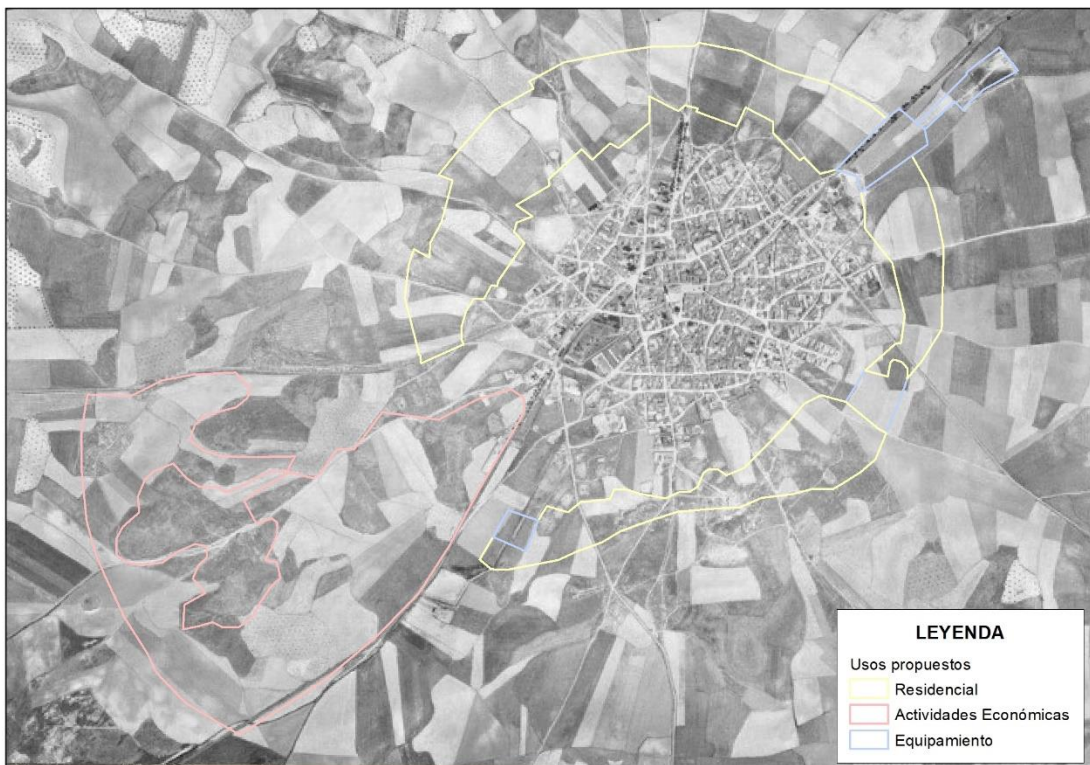 LEYENDA
Usos propuestos
Residencial
Actividades Económicas
Equipamiento